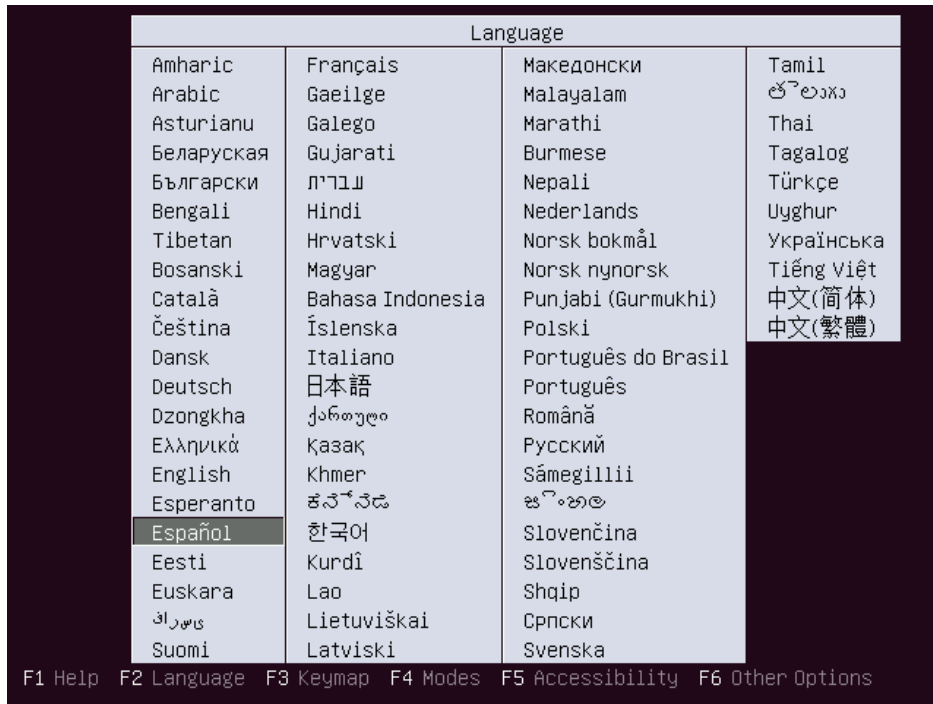 Language
Amharic
Arabic
Asturianu
Беларуская
Български
Bengali
Tibetan
Bosanski
Català
Čeština
Dansk
Deutsch
Dzongkha
Ελληνικά
English
Esperanto
Español
Eesti
Euskara
فارسی
Suomi
Français
Gaeilge
Galego
Gujarati
עברית
Hindi
Hrvatski
Magyar
Bahasa Indonesia
Íslenska
Italiano
日本語
ქართული
Қазақ
Khmer
ಕನ್ನಡ
한국어
Kurdî
Lao
Lietuviškai
Latviski
Македонски
Malayalam
Marathi
Burmese
Nepali
Nederlands
Norsk bokmål
Norsk nynorsk
Punjabi (Gurmukhi)
Polski
Português do Brasil
Português
Română
Русский
Sámegillii
සිංහල
Slovenčina
Slovenščina
Shqip
Српски
Svenska
Tamil
తెలుగు
Thai
Tagalog
Türkçe
Uyghur
Українська
Tiếng Việt
中文(简体)
中文(繁體)
F1 Help F2 Language F3 Keymap F4 Modes F5 Accessibility F6 Other Options